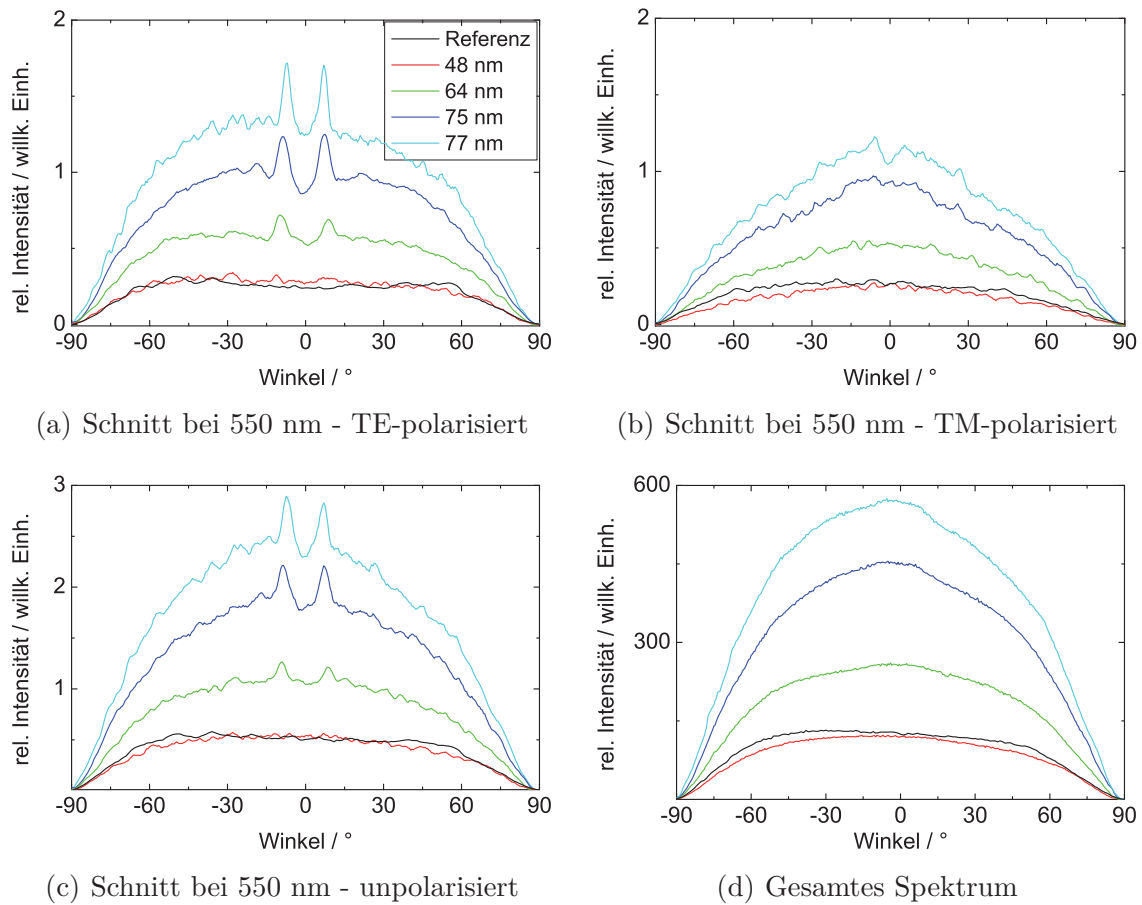 rel. Intensität / willk. Einh.
2
1
0
-90 -60 -30 0 30 60 90
Winkel / °
Referenz
48 nm
64 nm
75 nm
77 nm
(a) Schnitt bei 550 nm - TE-polarisiert
rel. Intensität / willk. Einh.
2
1
0
-90 -60 -30 0 30 60 90
Winkel / °
(b) Schnitt bei 550 nm - TM-polarisiert
rel. Intensität / willk. Einh.
3
2
1
-90 -60 -30 0 30 60 90
Winkel / °
(c) Schnitt bei 550 nm - unpolarisiert
rel. Intensität / willk. Einh.
600
300
-90 -60 -30 0 30 60 90
Winkel / °
(d) Gesamtes Spektrum